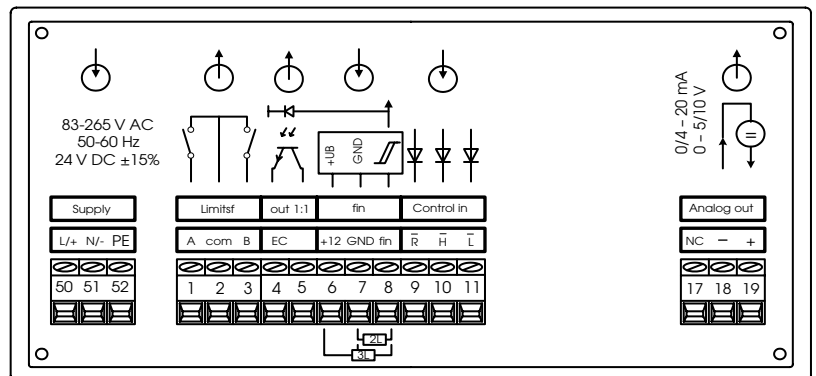 83-265 V AC
50-60 Hz
24 V DC ±15%
+UB
GND
0/4 – 20 mA
0 – 5/10 V
=
Supply
Limitsf
out 1:1
fin
Control in
Analog out
L/+ N/- PE
A com B
EC
+12 GND fin
R̅ H̅ L̅
NC – +
50 51 52
1 2 3 4 5 6 7 8 9 10 11
17 18 19
2L
3L